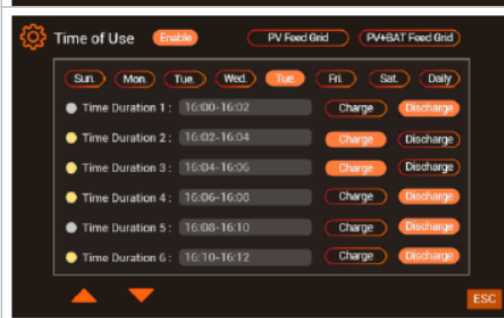 Time of Use Enable PV Feed Grid PV+BAT Feed Grid
Sun. Mon. Tue. Wed. Tue Fri. Sat. Daily
Time Duration 1 : 16:00-16:02 Charge Discharge
Time Duration 2 : 16:02-16:04 Charge Discharge
Time Duration 3 : 16:04-16:06 Charge Discharge
Time Duration 4 : 16:06-16:08 Charge Discharge
Time Duration 5 : 16:08-16:10 Charge Discharge
Time Duration 6 : 16:10-16:12 Charge Discharge
ESC